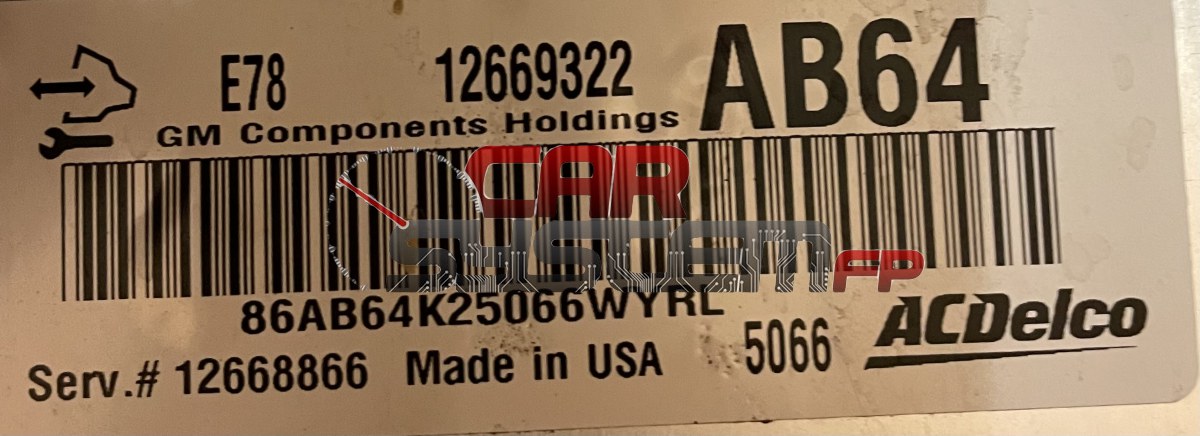 E78 12669322 AB64
GM Components Holdings
CAR
SYSTEM FP
86AB64K25066WYRL
5066 ACDelco
Serv.# 12668866 Made in USA